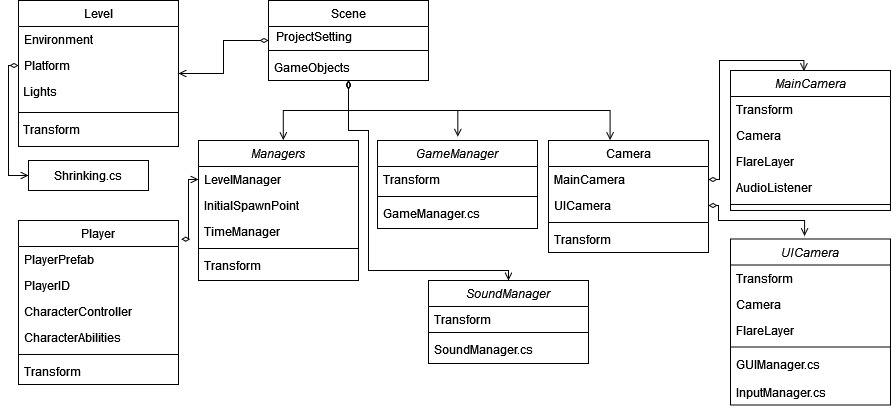 Level
Environment
Platform
Lights
Transform
Scene
ProjectSetting
GameObjects
Shrinking.cs
Managers
LevelManager
InitialSpawnPoint
TimeManager
Transform
GameManager
Transform
GameManager.cs
Camera
MainCamera
UICamera
Transform
MainCamera
Transform
Camera
FlareLayer
AudioListener
Player
PlayerPrefab
PlayerID
CharacterController
CharacterAbilities
Transform
SoundManager
Transform
SoundManager.cs
UICamera
Transform
Camera
FlareLayer
GUIManager.cs
InputManager.cs